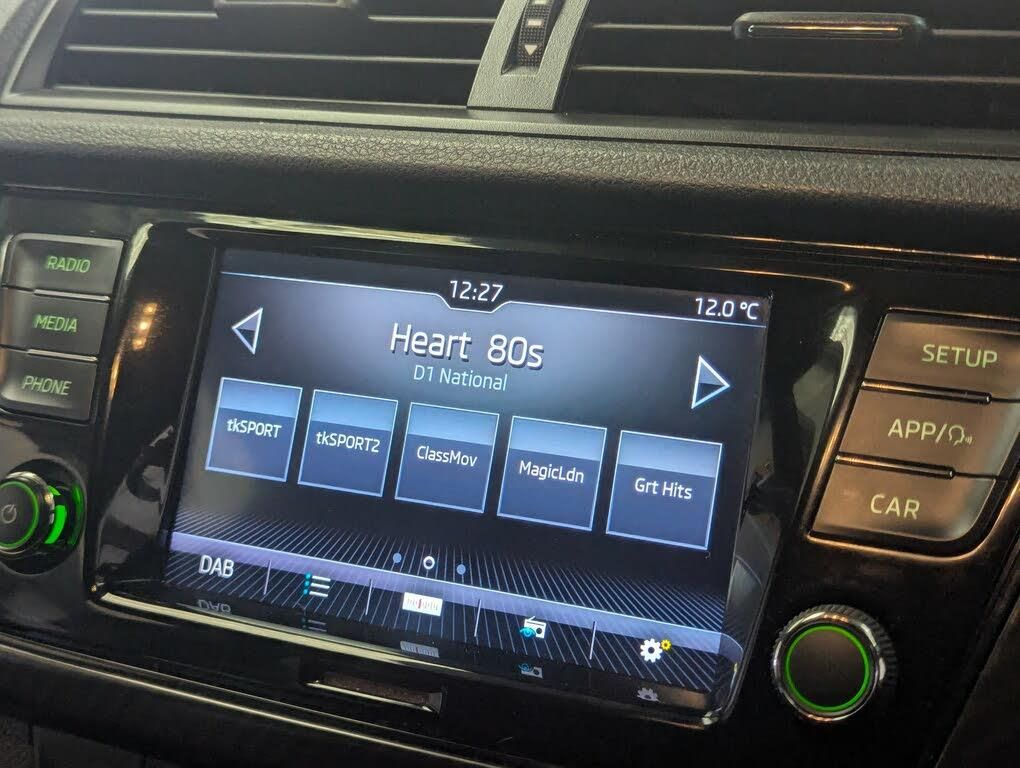 RADIO
MEDIA
PHONE
12:27
12.0 °C
Heart 80s
D1 National
tkSPORT
tkSPORT2
ClassMov
MagicLdn
Grt Hits
DAB
SETUP
APP/
CAR